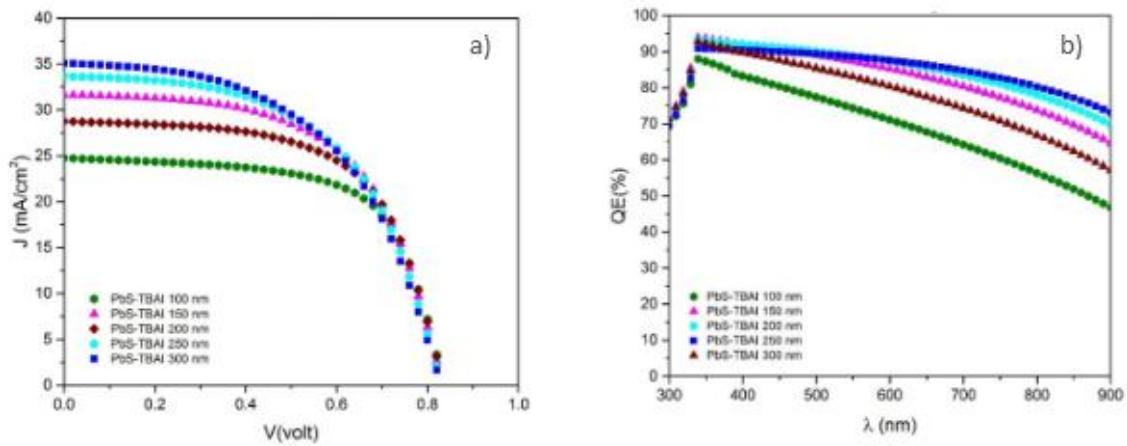 a)
40
35
30
25
20
15
10
5
0
J (mA/cm²)
PbS-TBAI 100 nm
PbS-TBAI 150 nm
PbS-TBAI 200 nm
PbS-TBAI 250 nm
PbS-TBAI 300 nm
0.0 0.2 0.4 0.6 0.8 1.0
V(volt)
b)
100
90
80
70
60
50
40
30
20
10
0
QE(%)
PbS-TBAI 100 nm
PbS-TBAI 150 nm
PbS-TBAI 200 nm
PbS-TBAI 250 nm
PbS-TBAI 300 nm
300 400 500 600 700 800 900
λ (nm)